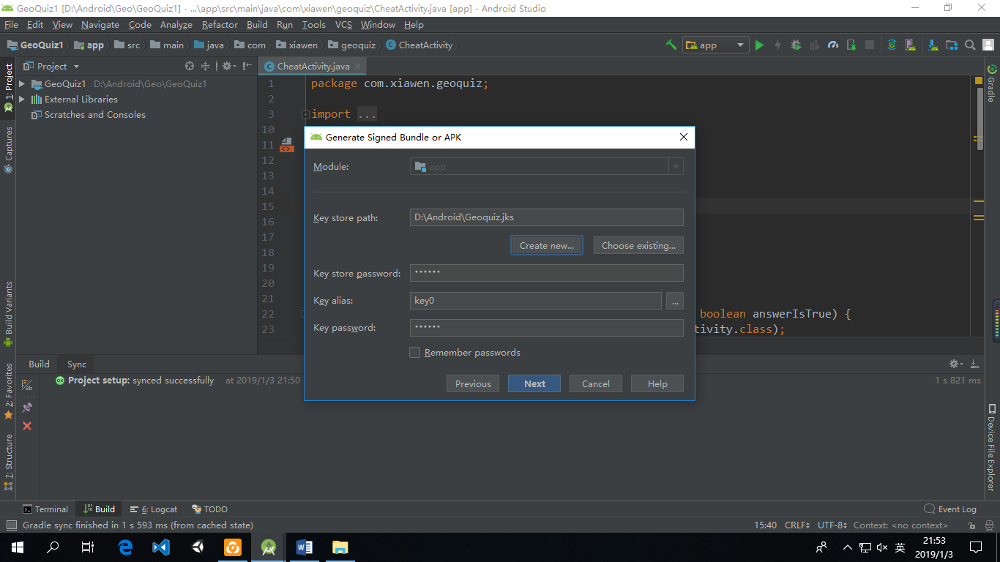 GeoQuiz1 [D:\Android\Geo\GeoQuiz1] - ...\app\src\main\java\com\xiawen\geoquiz\CheatActivity.java [app] - Android Studio
File Edit View Navigate Code Analyze Refactor Build Run Tools VCS Window Help
GeoQuiz1 app src main java com xiawen geoquiz CheatActivity app
Project CheatActivity.java
GeoQuiz1 D:\Android\Geo\GeoQuiz1
External Libraries
Scratches and Consoles
1: Project
Captures
Build Variants
2: Favorites
7: Structure
Gradle
Device File Explorer
1 package com.xiawen.geoquiz;
2
3 import ...
10
11
12
13
14
15
16
17
18
19
20
21
22 boolean answerIsTrue) {
23 tivity.class);
Generate Signed Bundle or APK
Module: app
Key store path: D:\Android\Geoquiz.jks
Create new... Choose existing...
Key store password: ••••••
Key alias: key0 ...
Key password: ••••••
Remember passwords
Previous Next Cancel Help
Build Sync
Project setup: synced successfully at 2019/1/3 21:50 1 s 821 ms
Terminal Build 6: Logcat TODO Event Log
Gradle sync finished in 1 s 593 ms (from cached state) 15:40 CRLF UTF-8 Context: <no context>
英 21:53
2019/1/3